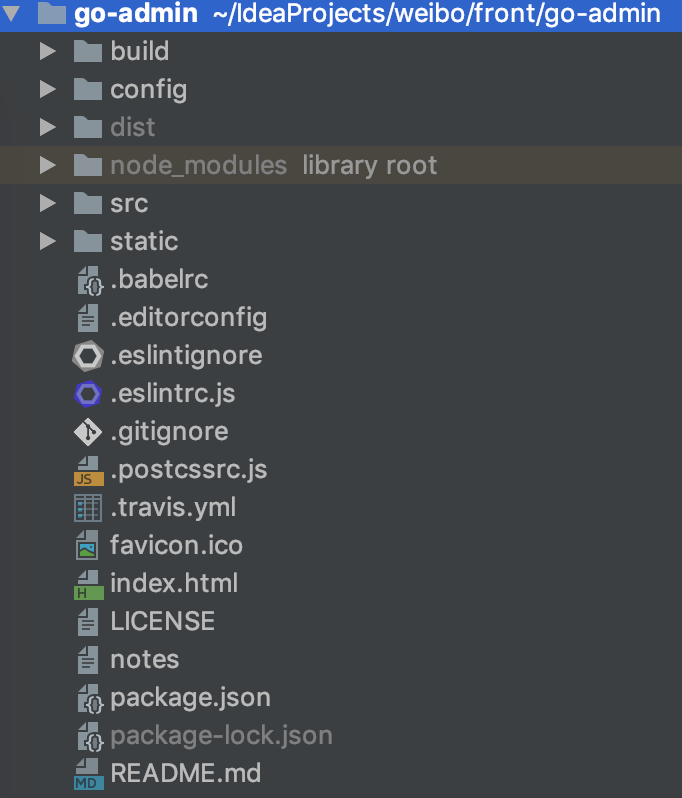 go-admin ~/IdeaProjects/weibo/front/go-admin
build
config
dist
node_modules library root
src
static
.babelrc
.editorconfig
.eslintignore
.eslintrc.js
.gitignore
JS .postcssrc.js
.travis.yml
favicon.ico
H index.html
LICENSE
notes
package.json
package-lock.json
MD README.md